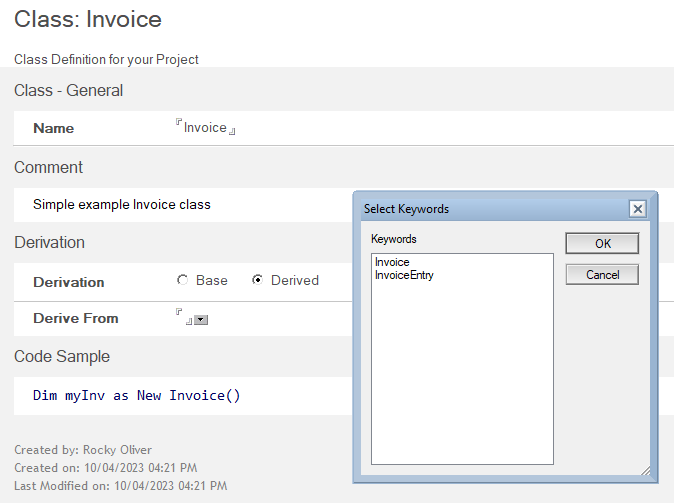 Class: Invoice
Class Definition for your Project
Class - General
Name Invoice
Comment
Simple example Invoice class
Derivation
Derivation Base Derived
Derive From
Code Sample
Dim myInv as New Invoice()
Created by: Rocky Oliver
Created on: 10/04/2023 04:21 PM
Last Modified on: 10/04/2023 04:21 PM
Select Keywords
Keywords
OK
Invoice
InvoiceEntry
Cancel